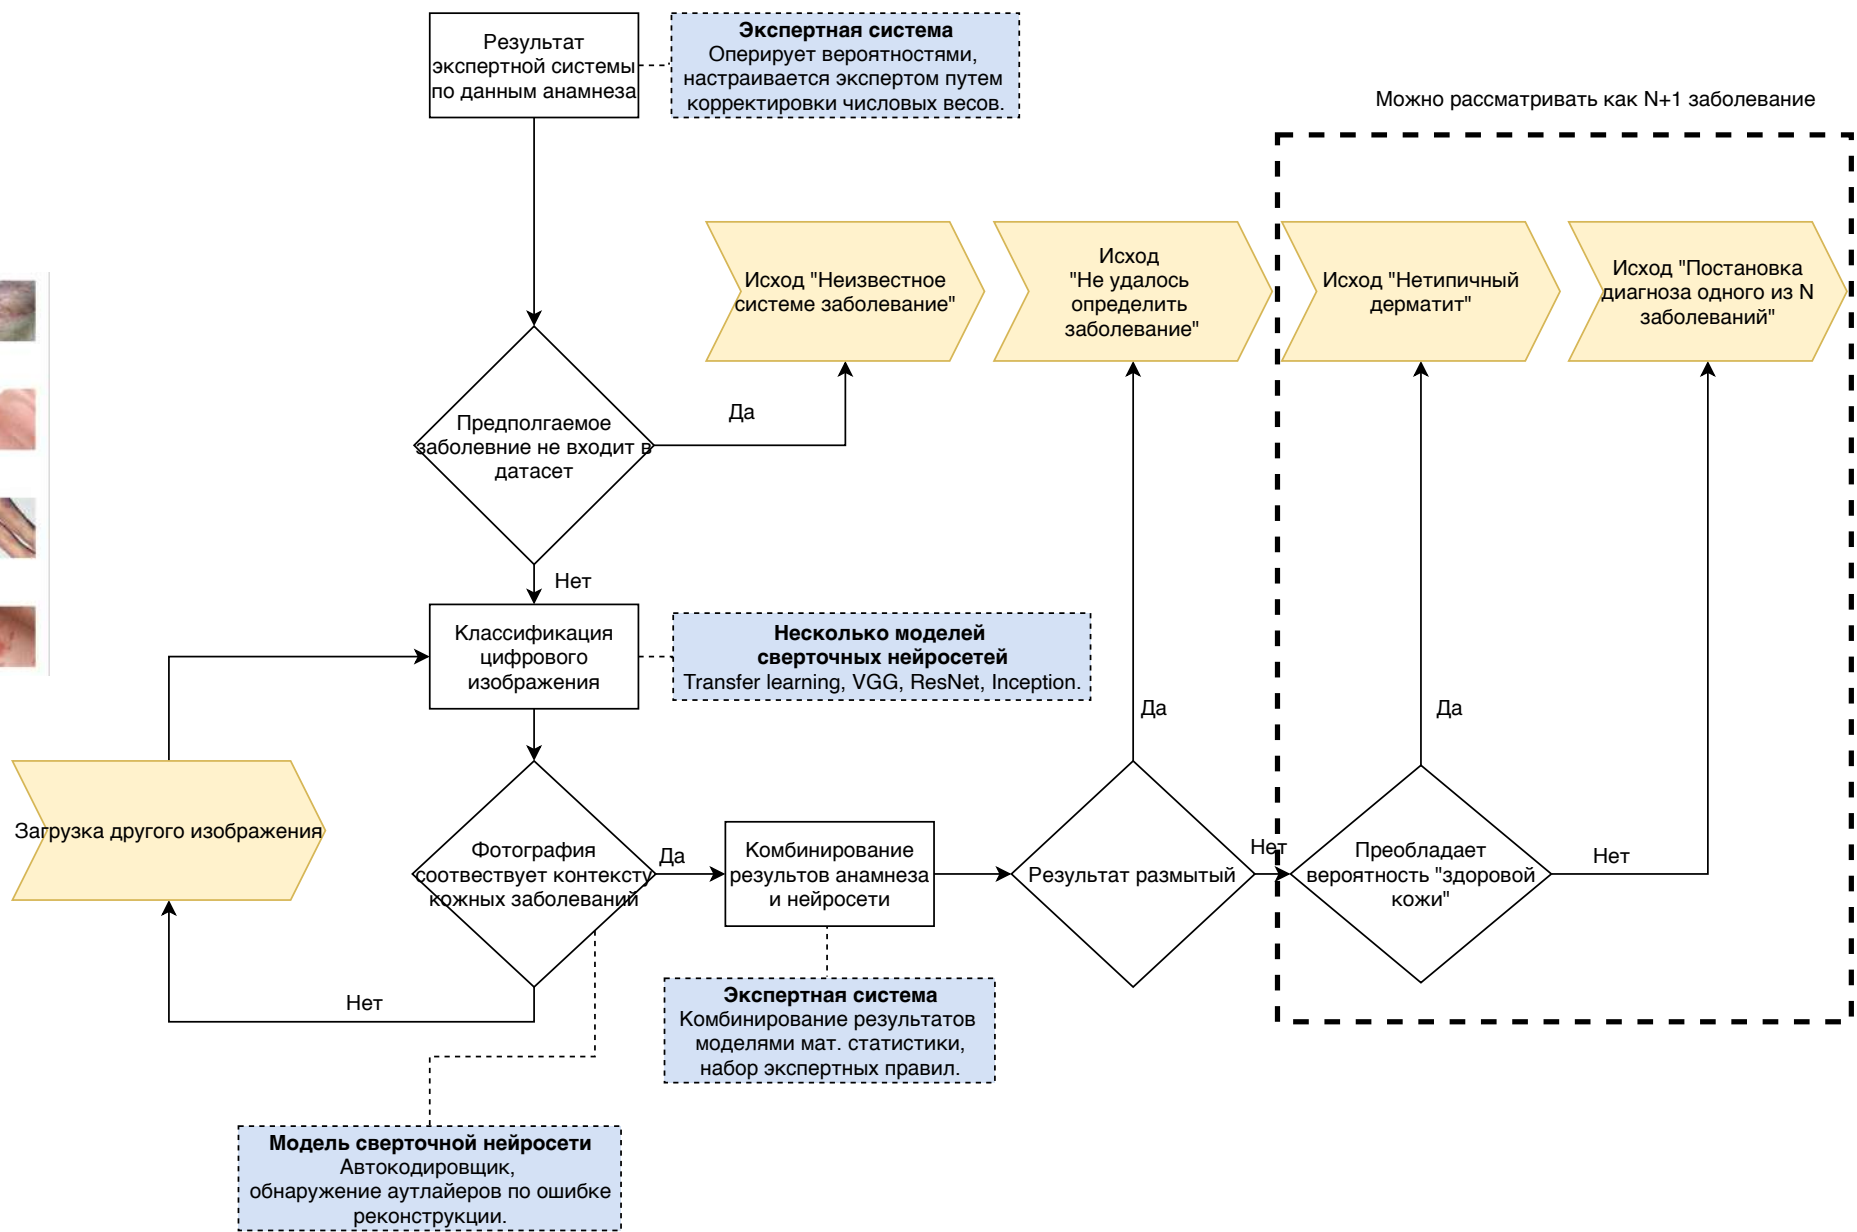 Результат
экспертной системы
по данным анамнеза
Экспертная система
Оперирует вероятностями,
настраивается экспертом путем
корректировки числовых весов.
Можно рассматривать как N+1 заболевание
Исход "Неизвестное
системе заболевание"
Исход
"Не удалось
определить
заболевание"
Исход "Нетипичный
дерматит"
Исход "Постановка
диагноза одного из N
заболеваний"
Предполгаемое
заболевние не входит в
датасет
Да
Нет
Классификация
цифрового
изображения
Несколько моделей
сверточных нейросетей
Transfer learning, VGG, ResNet, Inception.
Да
Да
Загрузка другого изображения
Фотография
соотвествует контексту
кожных заболеваний
Да
Комбинирование
результов анамнеза
и нейросети
Результат размытый
Нет
Преобладает
вероятность "здоровой
кожи"
Нет
Нет
Экспертная система
Комбинирование результатов
моделями мат. статистики,
набор экспертных правил.
Модель сверточной нейросети
Автокодировщик,
обнаружение аутлайеров по ошибке
реконструкции.